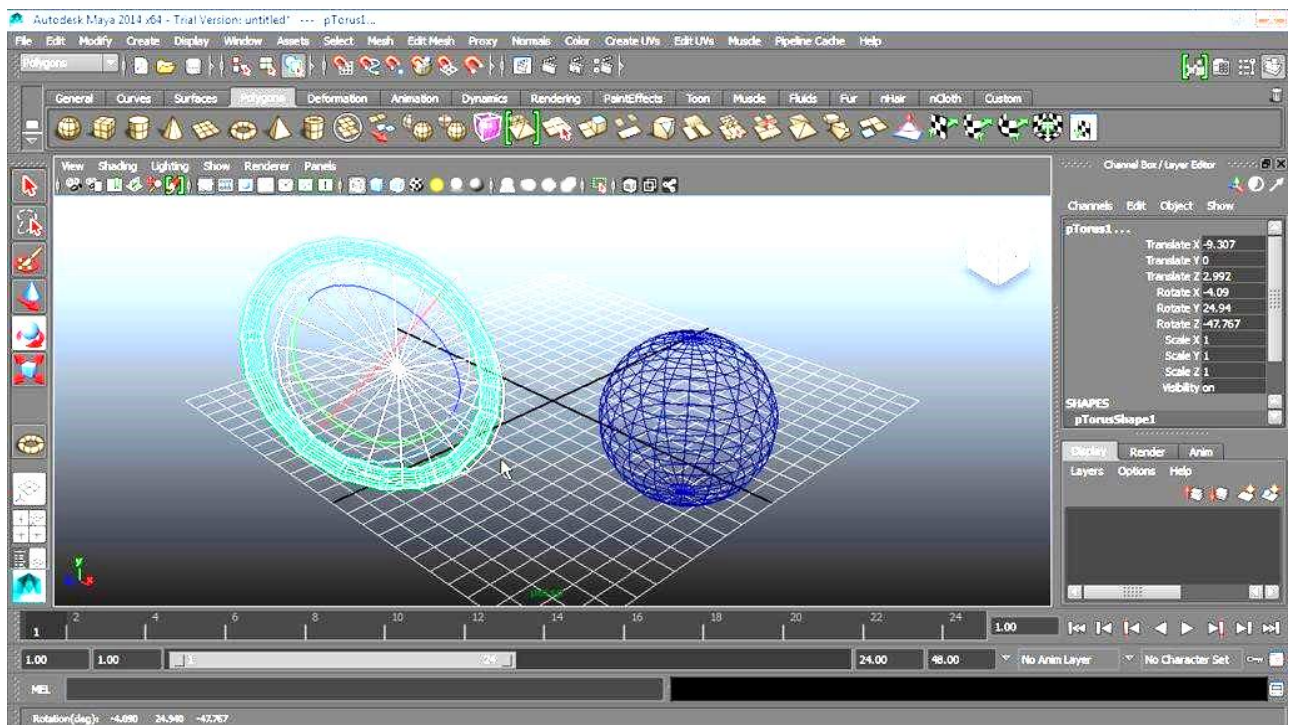 Autodesk Maya 2014 x64 - Trial Version: untitled* --- pTorus1...
File Edit Modify Create Display Window Assets Select Mesh Edit Mesh Proxy Normals Color Create UVs Edit UVs Muscle Pipeline Cache Help
Polygons
General Curves Surfaces Polygons Deformation Animation Dynamics Rendering PaintEffects Toon Muscle Fluids Fur nHair nCloth Custom
View Shading Lighting Show Renderer Panels
Channel Box / Layer Editor
Channels Edit Object Show
pTorus1...
Translate X -9.307
Translate Y 0
Translate Z 2.992
Rotate X -4.09
Rotate Y 24.94
Rotate Z -47.767
Scale X 1
Scale Y 1
Scale Z 1
Visibility on
SHAPES
pTorusShape1
Display Render Anim
Layers Options Help
y
x
persp
1 2 4 6 8 10 12 14 16 18 20 22 24 1.00
1.00 1.00 1 24 24.00 48.00 No Anim Layer No Character Set
MEL
Rotation(deg): -4.090 24.940 -47.767